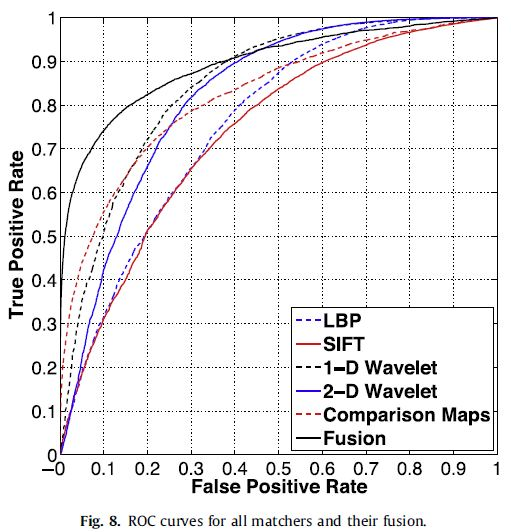 1
0.9
0.8
0.7
0.6
0.5
0.4
0.3
0.2
0.1
0
True Positive Rate
LBP
SIFT
1-D Wavelet
2-D Wavelet
Comparison Maps
Fusion
-0 0.1 0.2 0.3 0.4 0.5 0.6 0.7 0.8 0.9 1
False Positive Rate
Fig. 8. ROC curves for all matchers and their fusion.